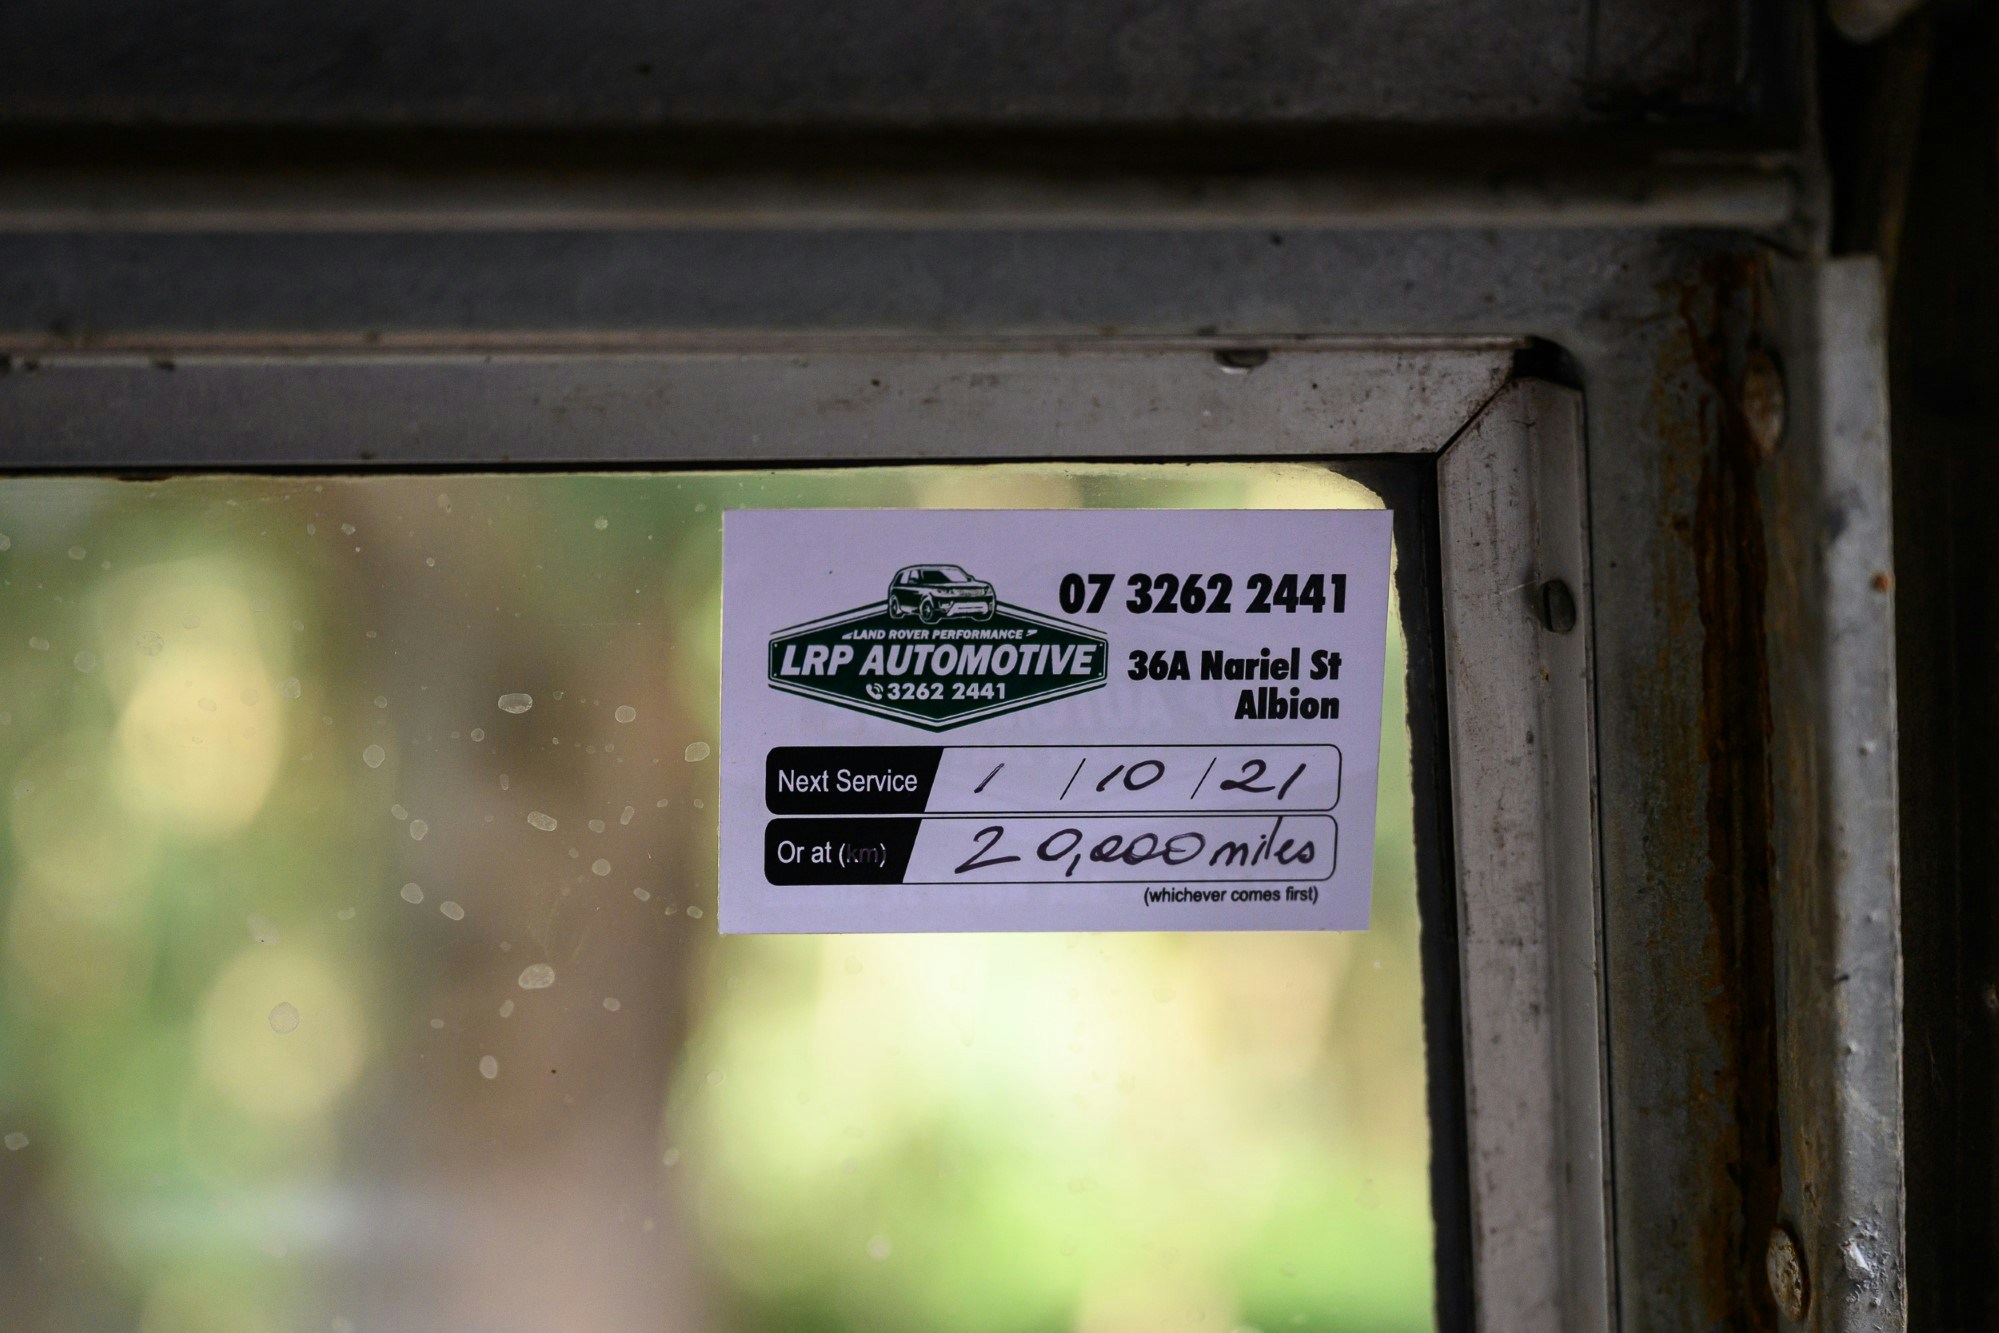 07 3262 2441
LAND ROVER PERFORMANCE
LRP AUTOMOTIVE
3262 2441
36A Nariel St
Albion
Next Service 1 / 10 / 21
Or at (km) 20,000 miles
(whichever comes first)